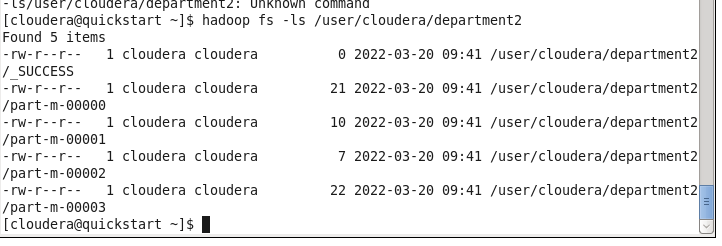 -ls/user/cloudera/department2: Unknown command
[cloudera@quickstart ~]$ hadoop fs -ls /user/cloudera/department2
Found 5 items
-rw-r--r--   1 cloudera cloudera          0 2022-03-20 09:41 /user/cloudera/department2
/_SUCCESS
-rw-r--r--   1 cloudera cloudera         21 2022-03-20 09:41 /user/cloudera/department2
/part-m-00000
-rw-r--r--   1 cloudera cloudera         10 2022-03-20 09:41 /user/cloudera/department2
/part-m-00001
-rw-r--r--   1 cloudera cloudera          7 2022-03-20 09:41 /user/cloudera/department2
/part-m-00002
-rw-r--r--   1 cloudera cloudera         22 2022-03-20 09:41 /user/cloudera/department2
/part-m-00003
[cloudera@quickstart ~]$